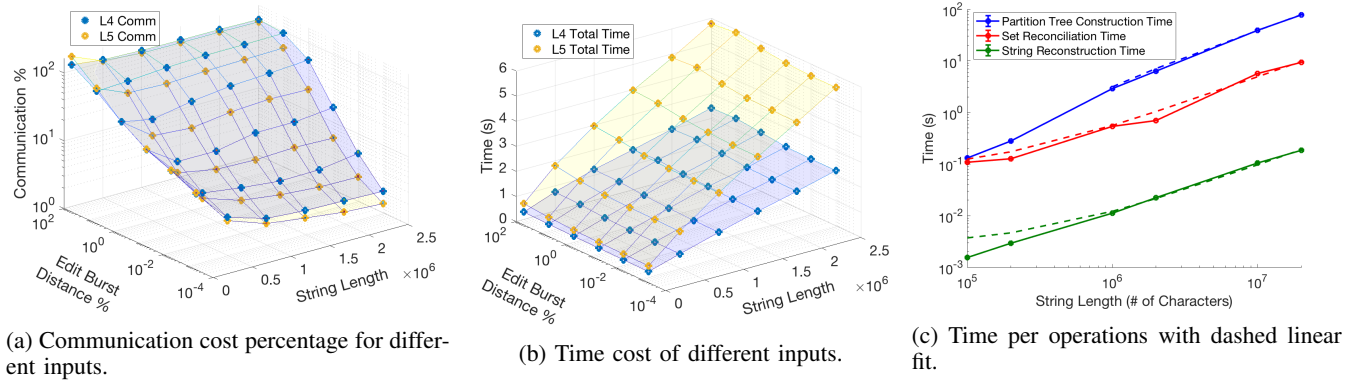 L4 Comm
L5 Comm
Communication %
10^2
10^1
10^0
10^0
10^-2
10^-4
Edit Burst
Distance %
0
0.5
1
1.5
2
2.5
×10^6
String Length
(a) Communication cost percentage for differ-
ent inputs.
L4 Total Time
L5 Total Time
Time (s)
6
5
4
3
2
1
0
10^2
10^0
10^-2
10^-4
Edit Burst
Distance %
0
0.5
1
1.5
2
2.5
×10^6
String Length
(b) Time cost of different inputs.
Partition Tree Construction Time
Set Reconciliation Time
String Reconstruction Time
Time (s)
10^2
10^1
10^0
10^-1
10^-2
10^-3
10^5
10^6
10^7
String Length (# of Characters)
(c) Time per operations with dashed linear
fit.